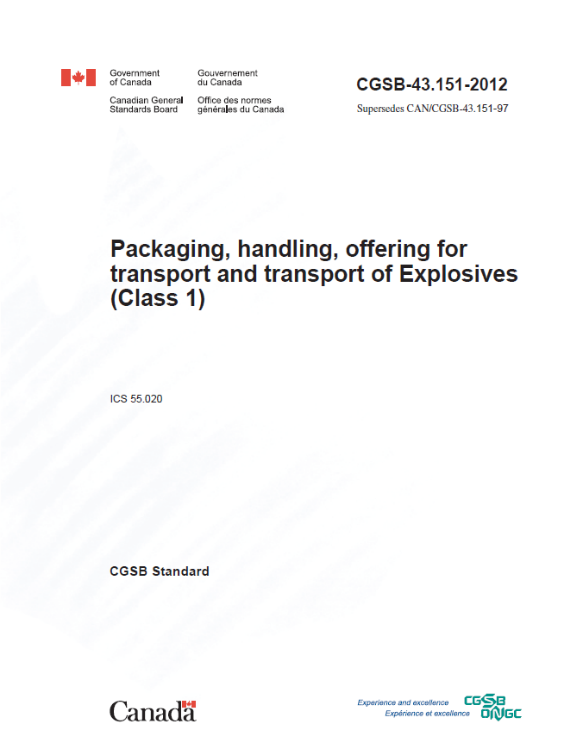 Government
of Canada
Gouvernement
du Canada
Canadian General
Standards Board
Office des normes
générales du Canada
CGSB-43.151-2012
Supersedes CAN/CGSB-43.151-97
Packaging, handling, offering for
transport and transport of Explosives
(Class 1)
ICS 55.020
CGSB Standard
Canada
Experience and excellence
Expérience et excellence
CGSB
ONGC